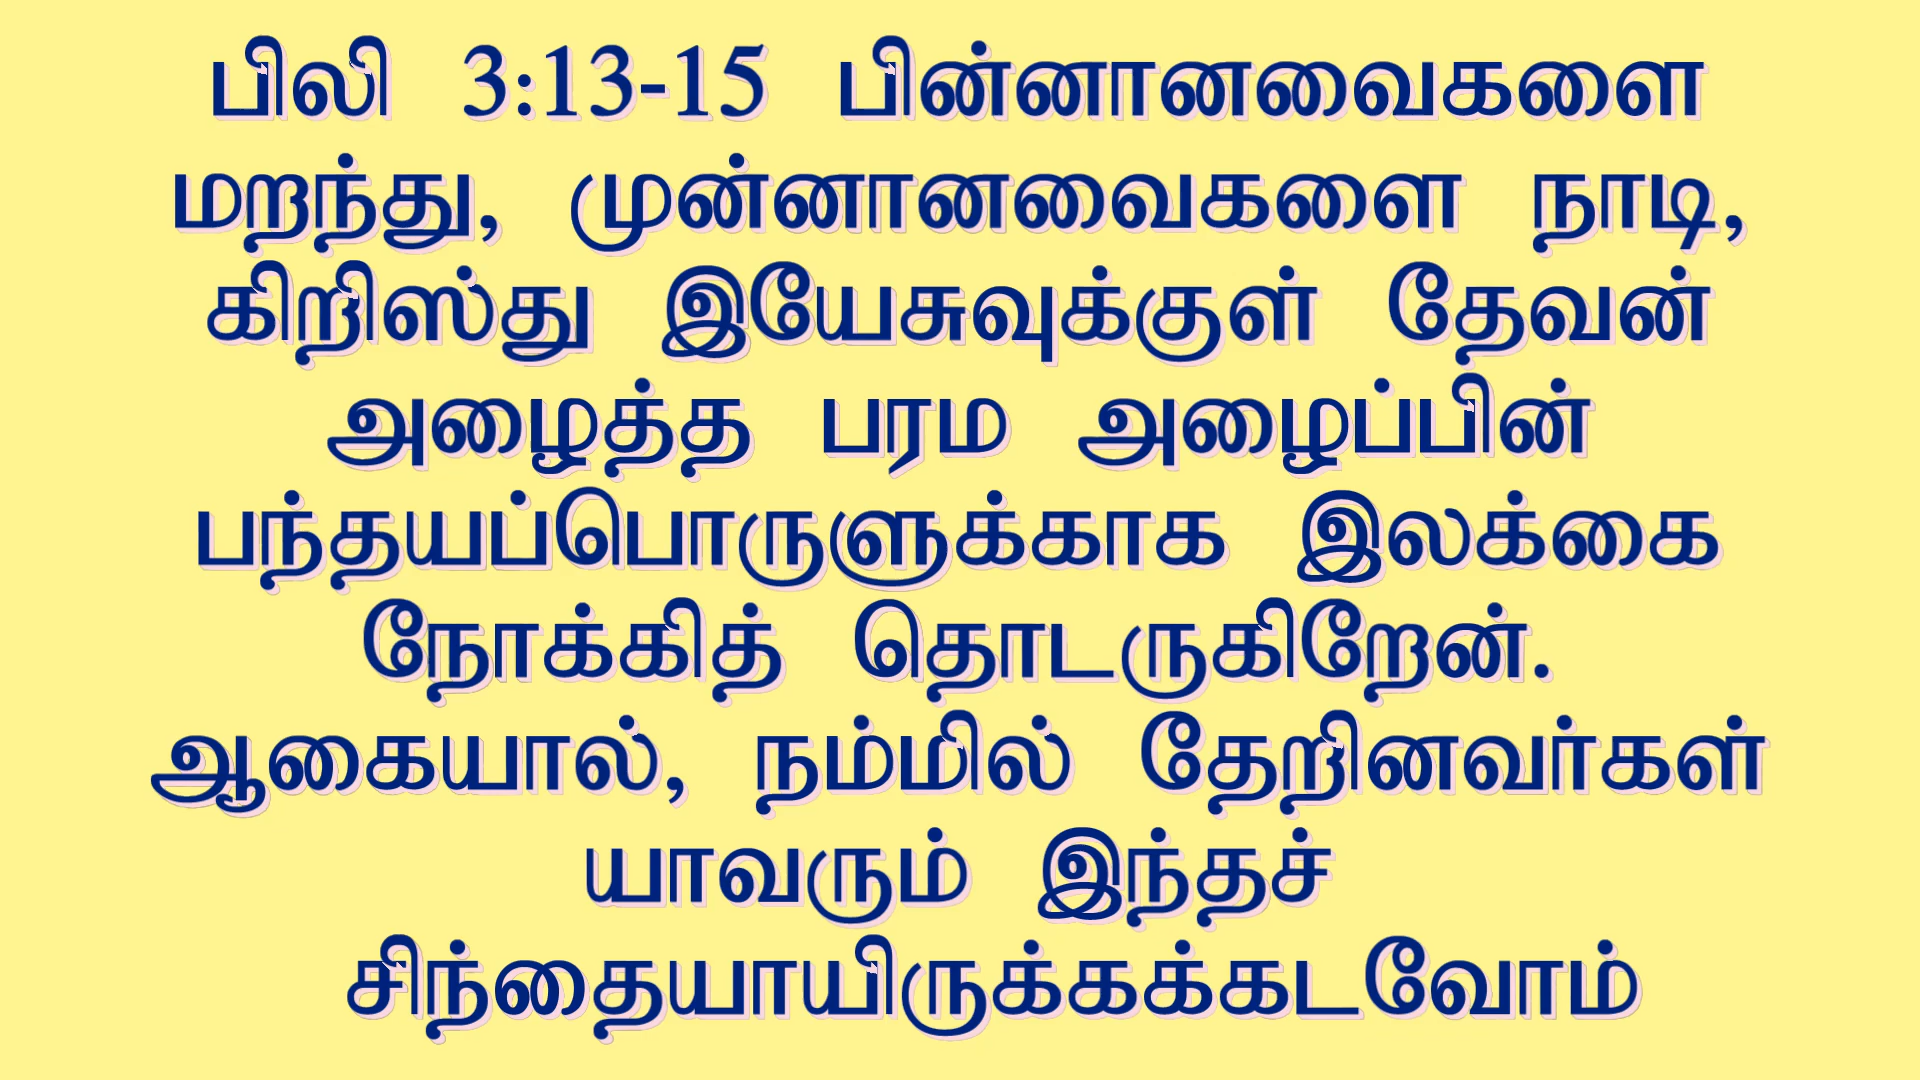 பிலி 3:13-15 பின்னானவைகளை
மறந்து, முன்னானவைகளை நாடி,
கிறிஸ்து இயேசுவுக்குள் தேவன்
அழைத்த பரம அழைப்பின்
பந்தயப்பொருளுக்காக இலக்கை
நோக்கித் தொடருகிறேன்.
ஆகையால், நம்மில் தேறினவர்கள்
யாவரும் இந்தச்
சிந்தையாயிருக்கக்கடவோம்